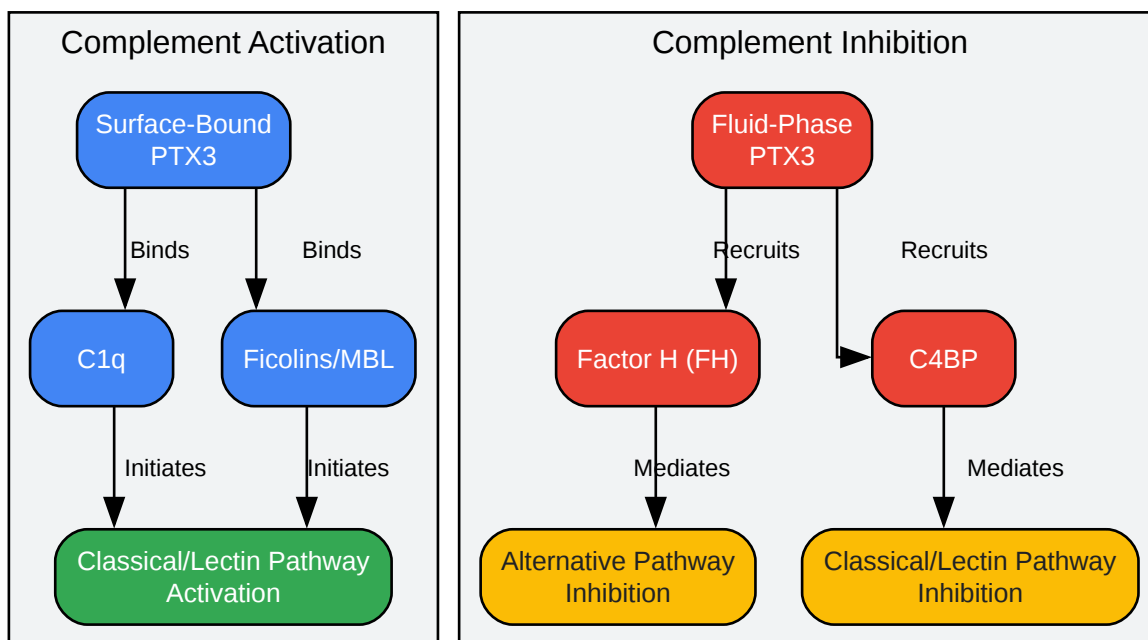 Complement Activation
Surface-Bound
PTX3
Binds
Binds
C1q
Ficolins/MBL
Initiates
Initiates
Classical/Lectin Pathway
Activation
Complement Inhibition
Fluid-Phase
PTX3
Recruits
Recruits
Factor H (FH)
C4BP
Mediates
Mediates
Alternative Pathway
Inhibition
Classical/Lectin Pathway
Inhibition